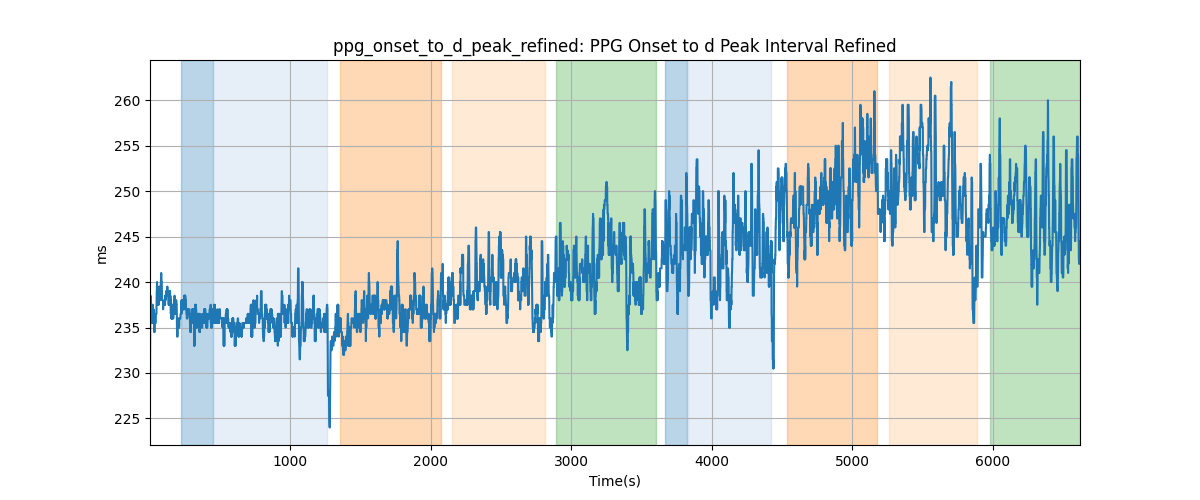 ppg_onset_to_d_peak_refined: PPG Onset to d Peak Interval Refined
260
255
250
245
240
235
230
225
ms
1000 2000 3000 4000 5000 6000
Time(s)